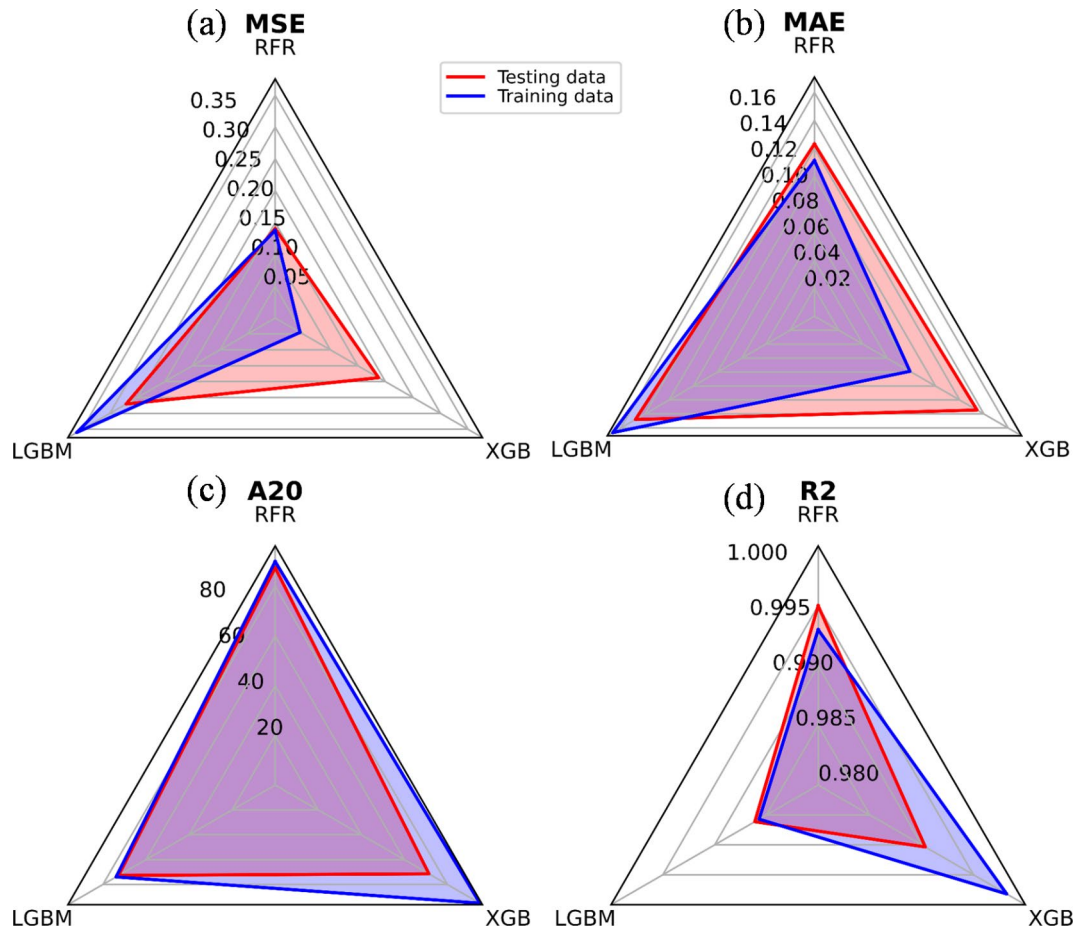 (a) MSE
RFR
0.35
0.30
0.25
0.20
0.15
0.10
0.05
LGBM
XGB
Testing data
Training data
(b) MAE
RFR
0.16
0.14
0.12
0.10
0.08
0.06
0.04
0.02
LGBM
XGB
(c) A20
RFR
80
60
40
20
LGBM
XGB
(d) R2
RFR
1.000
0.995
0.990
0.985
0.980
LGBM
XGB